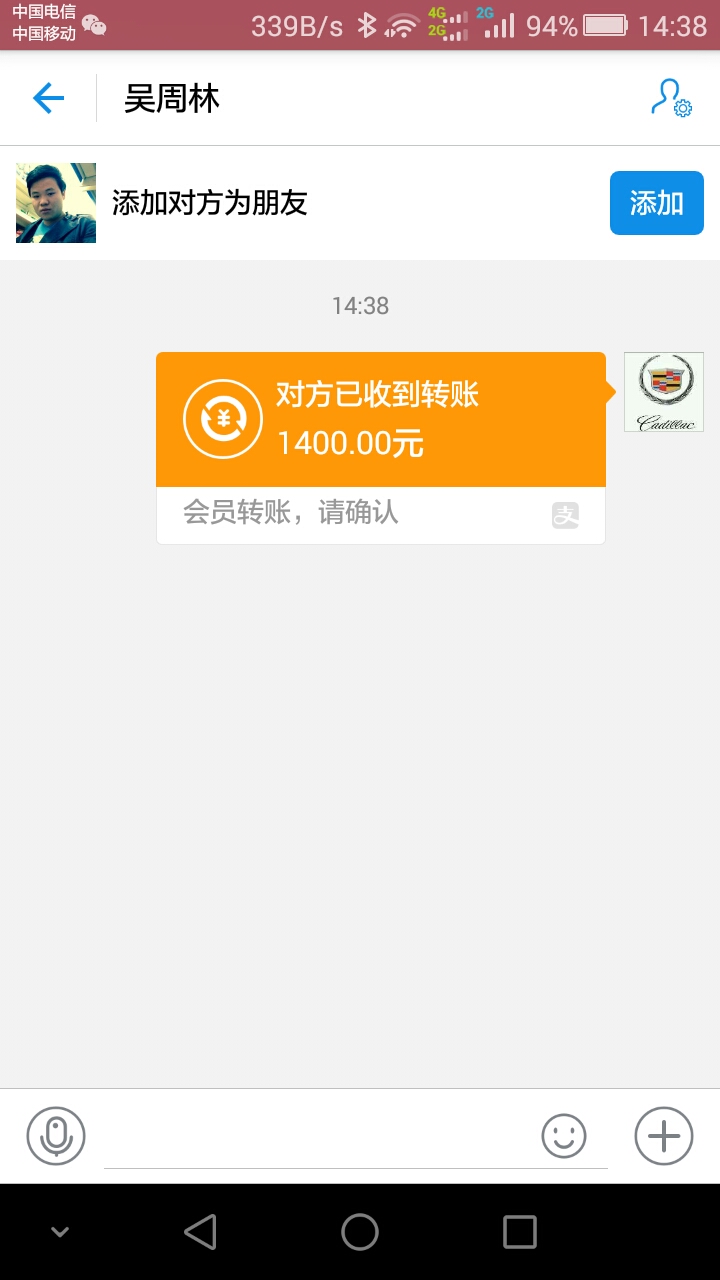 中国电信
中国移动
339B/s
4G
2G
2G
94%
14:38
吴周林
添加对方为朋友
添加
14:38
对方已收到转账
1400.00元
Cadillac
会员转账，请确认
支